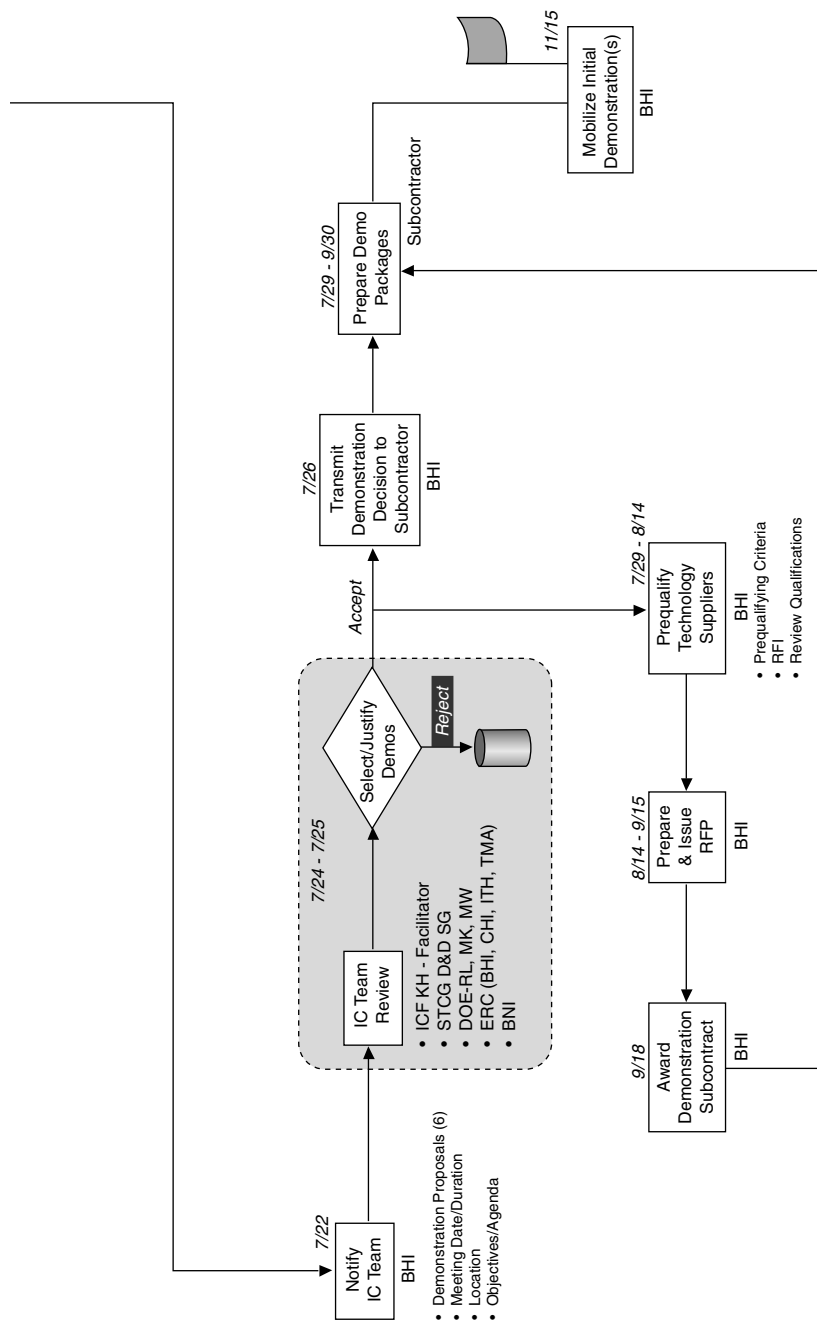 7/22
Notify
IC Team
BHI
• Demonstration Proposals (6)
• Meeting Date/Duration
• Location
• Objectives/Agenda
7/24 - 7/25
IC Team
Review
• ICF KH - Facilitator
• STCG D&D SG
• DOE-RL, MK, MW
• ERC (BHI, CHI, ITH, TMA)
• BNI
Select/Justify
Demos
Reject
Accept
7/26
Transmit
Demonstration
Decision to
Subcontractor
BHI
7/29 - 9/30
Prepare Demo
Packages
Subcontractor
11/15
Mobilize Initial
Demonstration(s)
BHI
9/18
Award
Demonstration
Subcontract
BHI
8/14 - 9/15
Prepare
& Issue
RFP
BHI
7/29 - 8/14
Prequalify
Technology
Suppliers
BHI
• Prequalifying Criteria
• RFI
• Review Qualifications